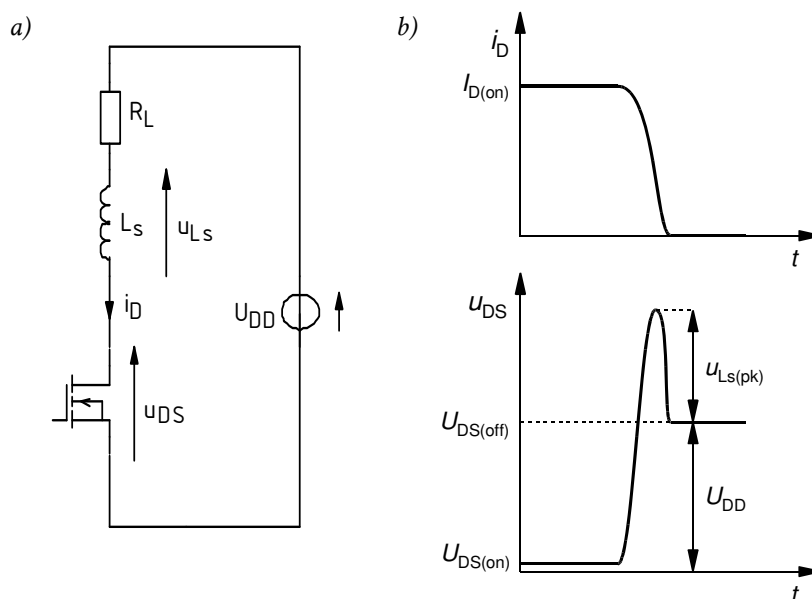 a)
R_L
L_s
u_Ls
i_D
U_DD
u_DS
b)
i_D
I_D(on)
t
u_DS
u_Ls(pk)
U_DS(off)
U_DD
U_DS(on)
t